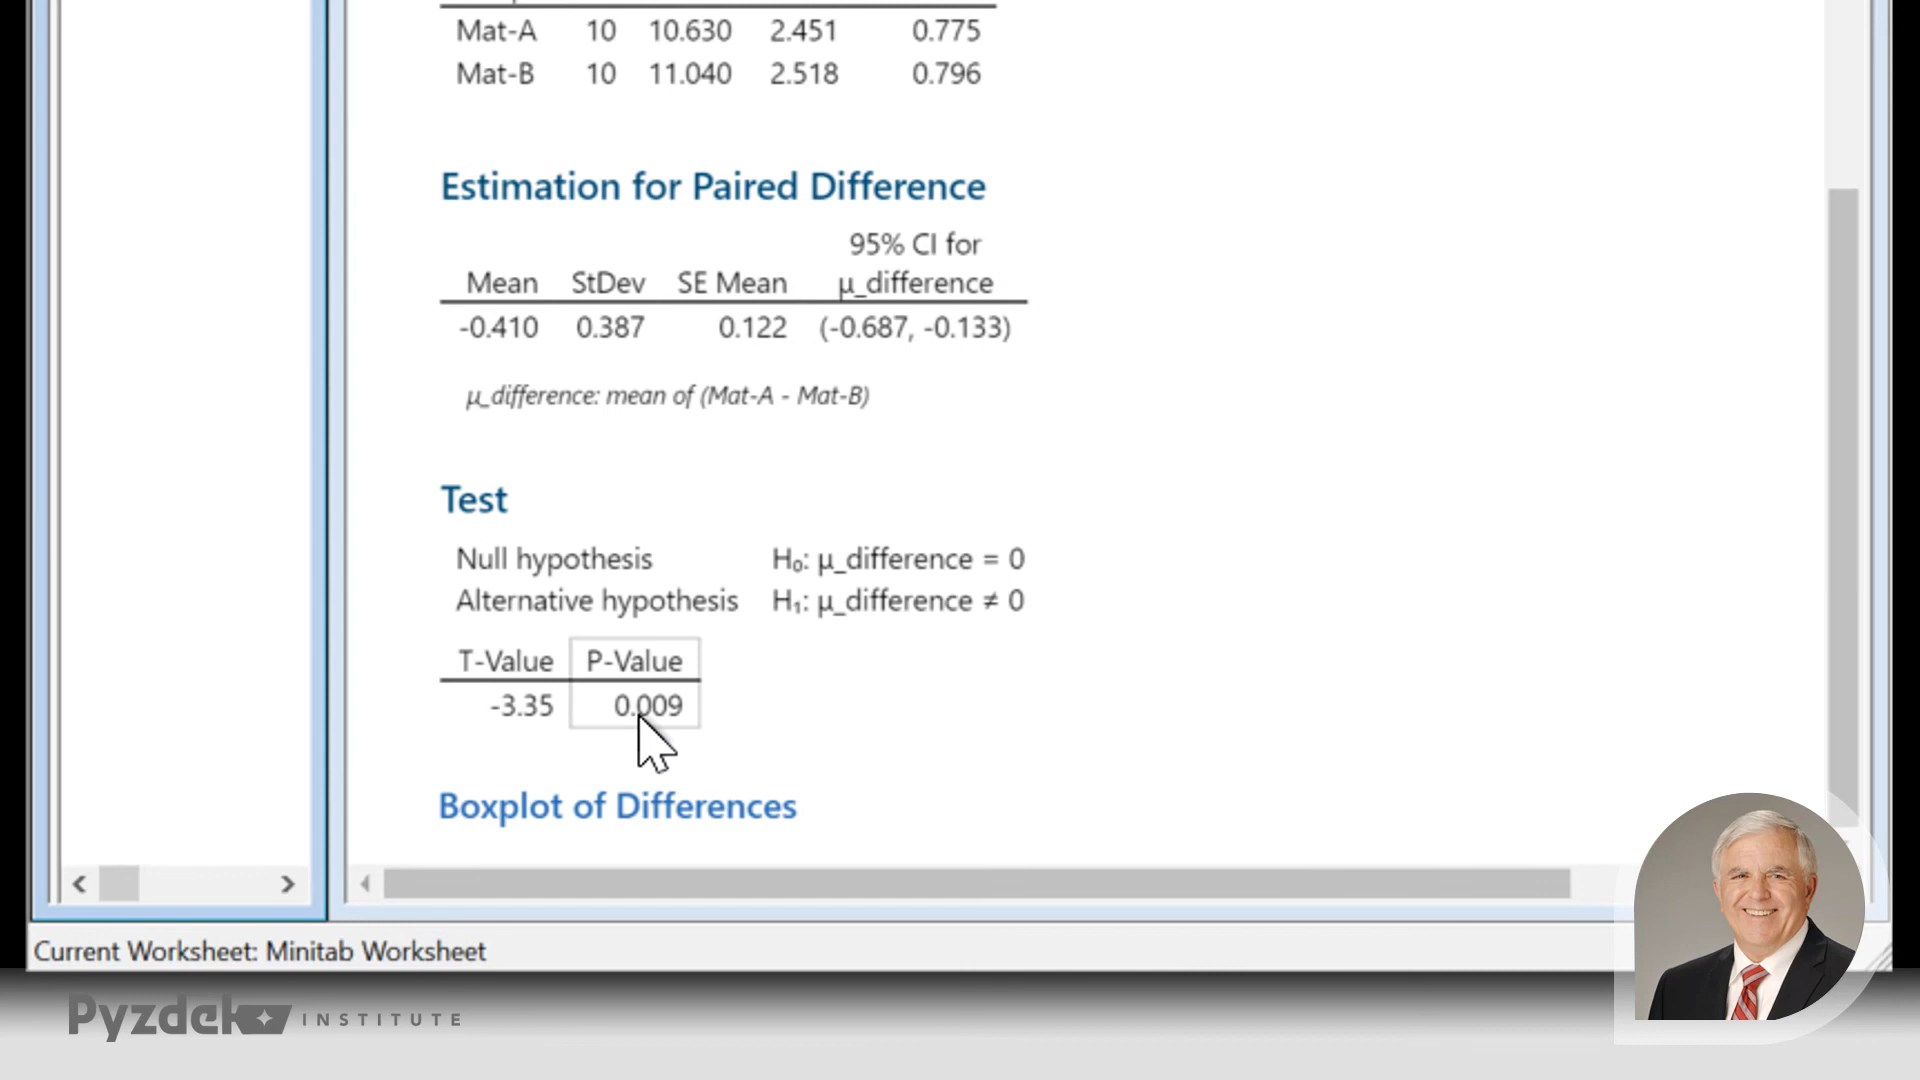 Mat-A 10 10.630 2.451 0.775
Mat-B 10 11.040 2.518 0.796
Estimation for Paired Difference
95% CI for
Mean StDev SE Mean µ_difference
-0.410 0.387 0.122 (-0.687, -0.133)
µ_difference: mean of (Mat-A - Mat-B)
Test
Null hypothesis H₀: µ_difference = 0
Alternative hypothesis H₁: µ_difference ≠ 0
T-Value P-Value
-3.35 0.009
Boxplot of Differences
Current Worksheet: Minitab Worksheet
Pyzdek INSTITUTE